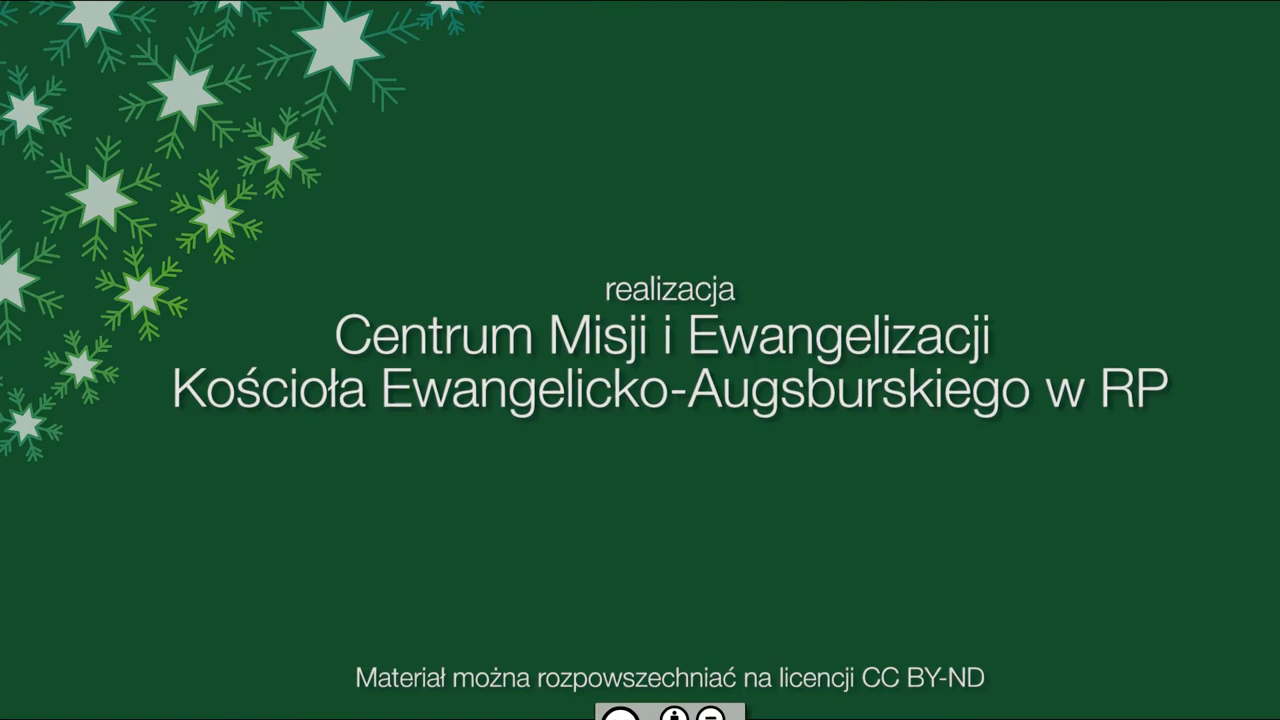 realizacja
Centrum Misji i Ewangelizacji
Kościoła Ewangelicko-Augsburskiego w RP
Materiał można rozpowszechniać na licencji CC BY-ND